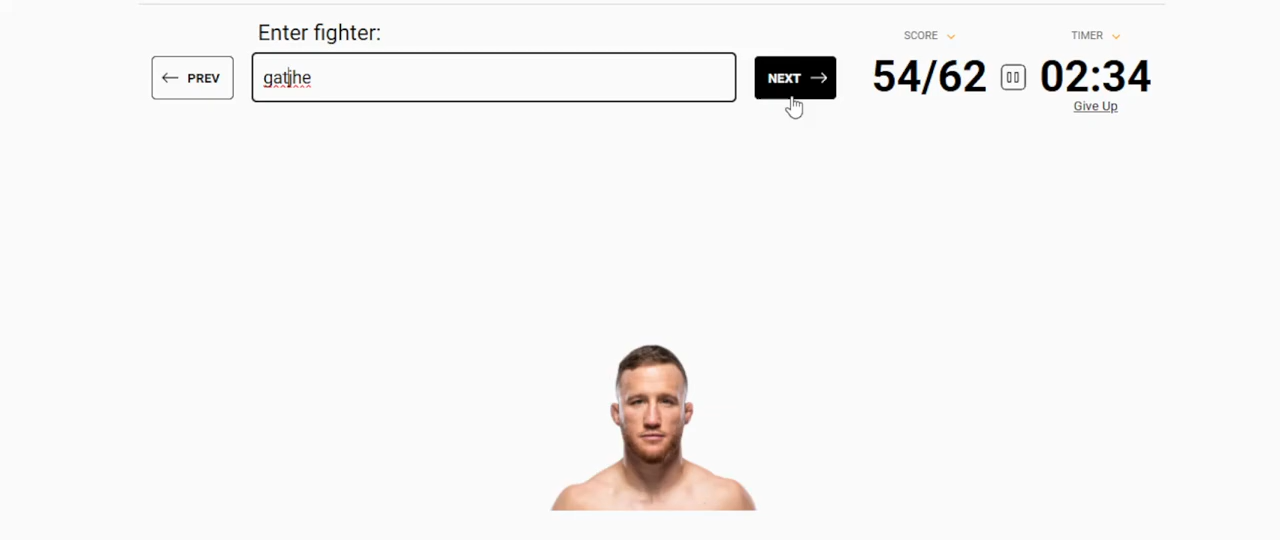 Enter fighter:
SCORE
TIMER
← PREV
gatjhe
NEXT →
54/62
02:34
Give Up